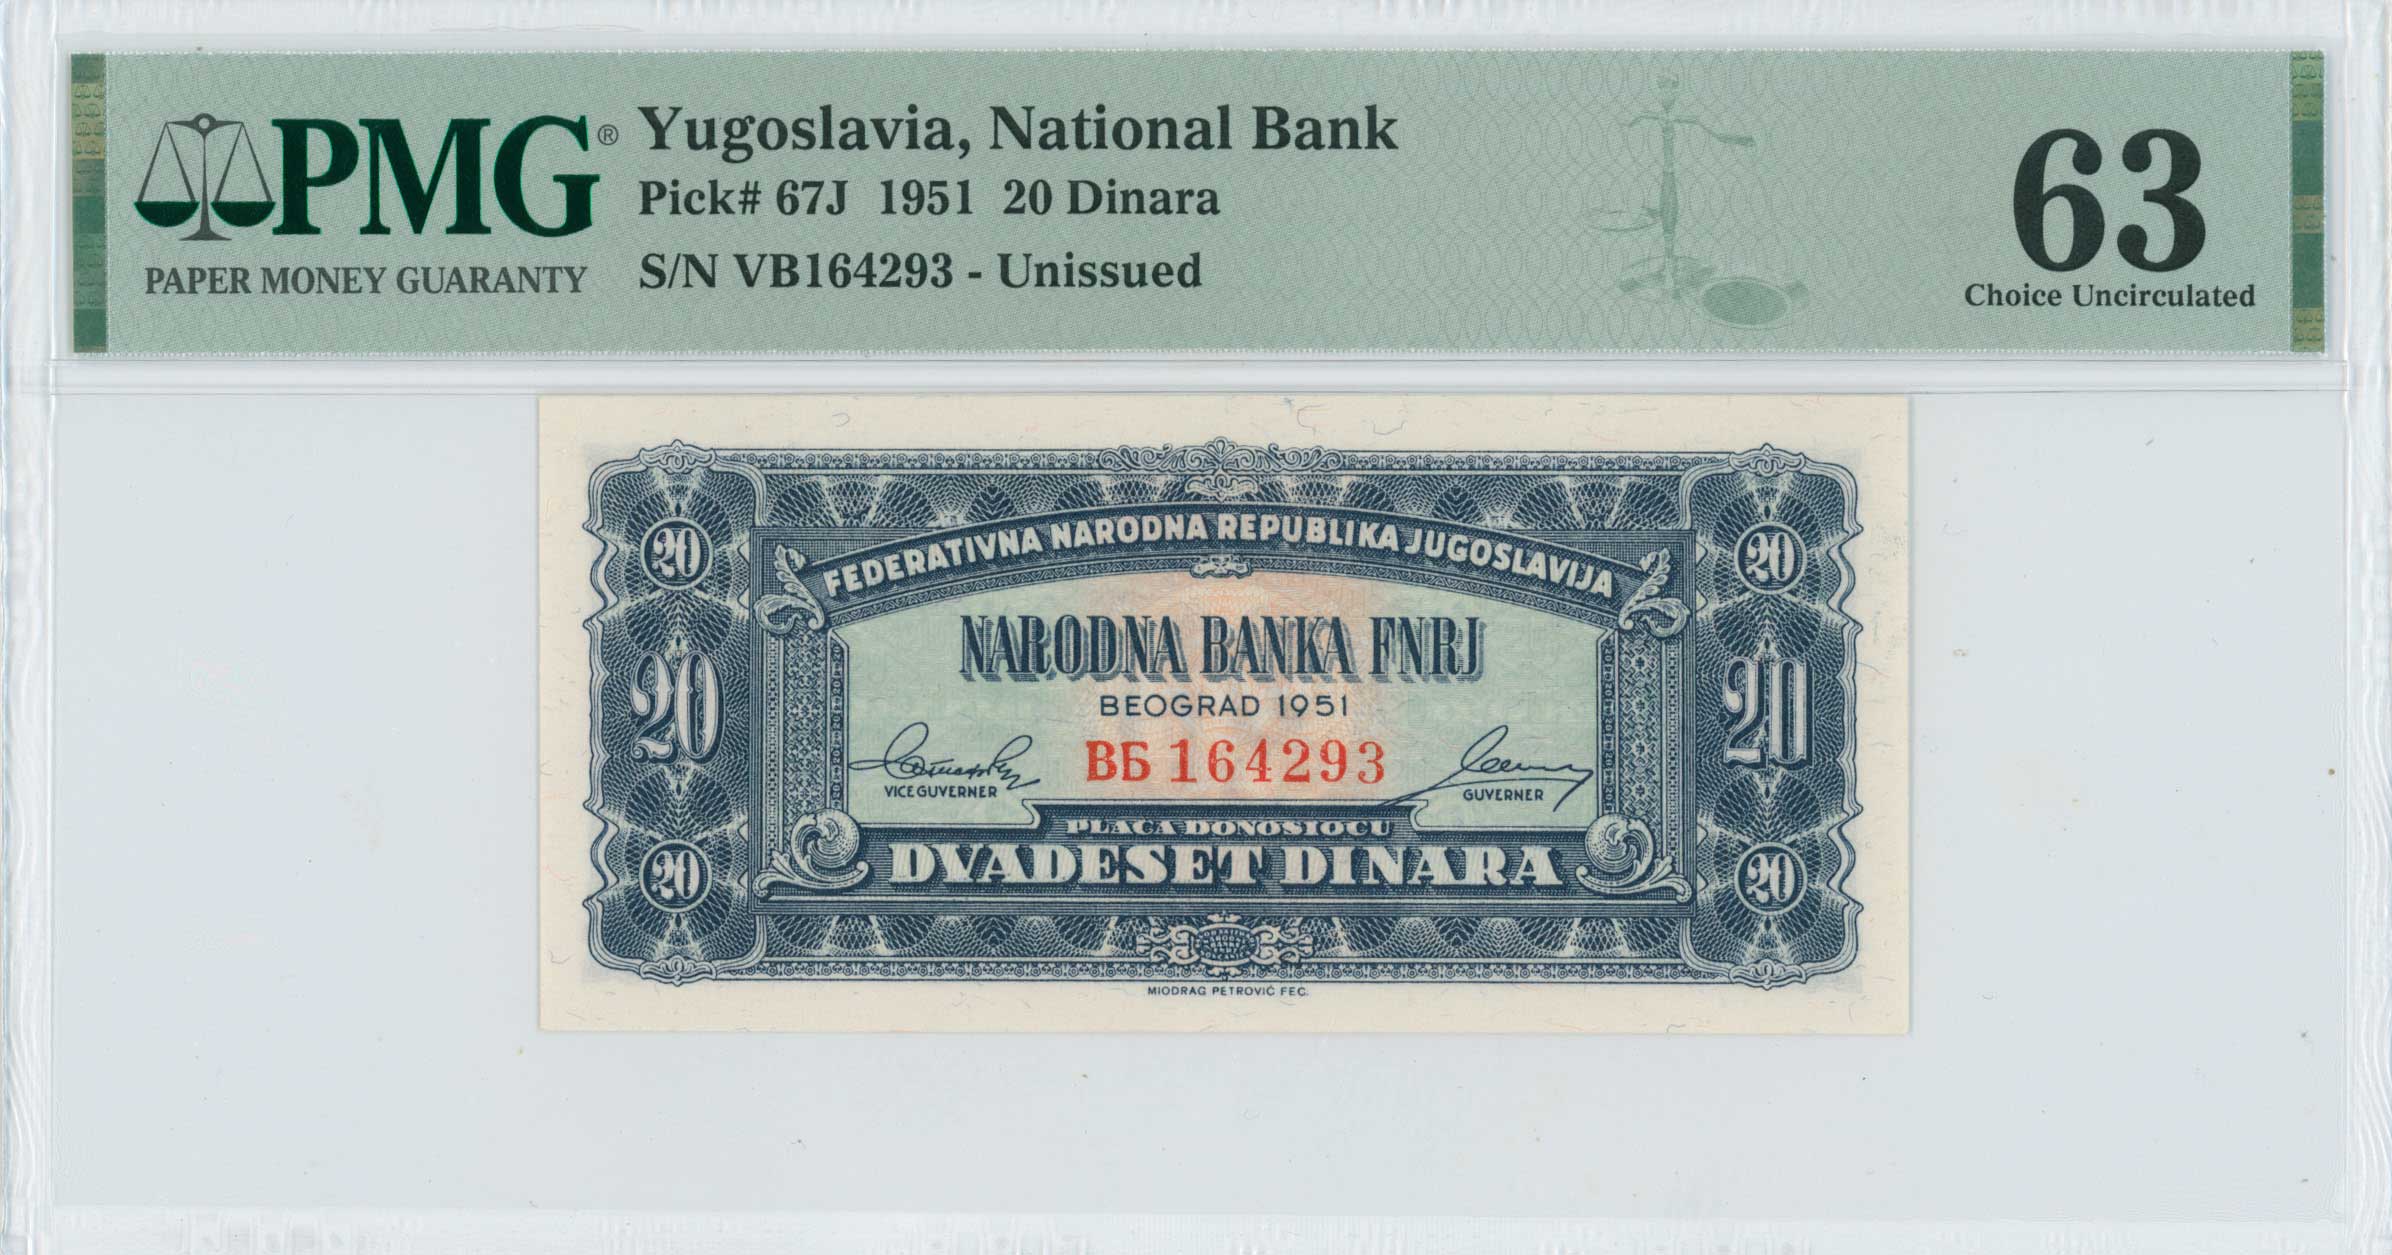 PMG®
PAPER MONEY GUARANTY
Yugoslavia, National Bank
Pick# 67J 1951 20 Dinara
S/N VB164293 - Unissued
63
Choice Uncirculated
20
20
FEDERATIVNA NARODNA REPUBLIKA JUGOSLAVIJA
NARODNA BANKA FNRJ
BEOGRAD 1951
20
20
ВБ 164293
VICEGUVERNER
GUVERNER
PLAĆA DONOSIOCU
DVADESET DINARA
20
20
MIODRAG PETROVIĆ FEC.